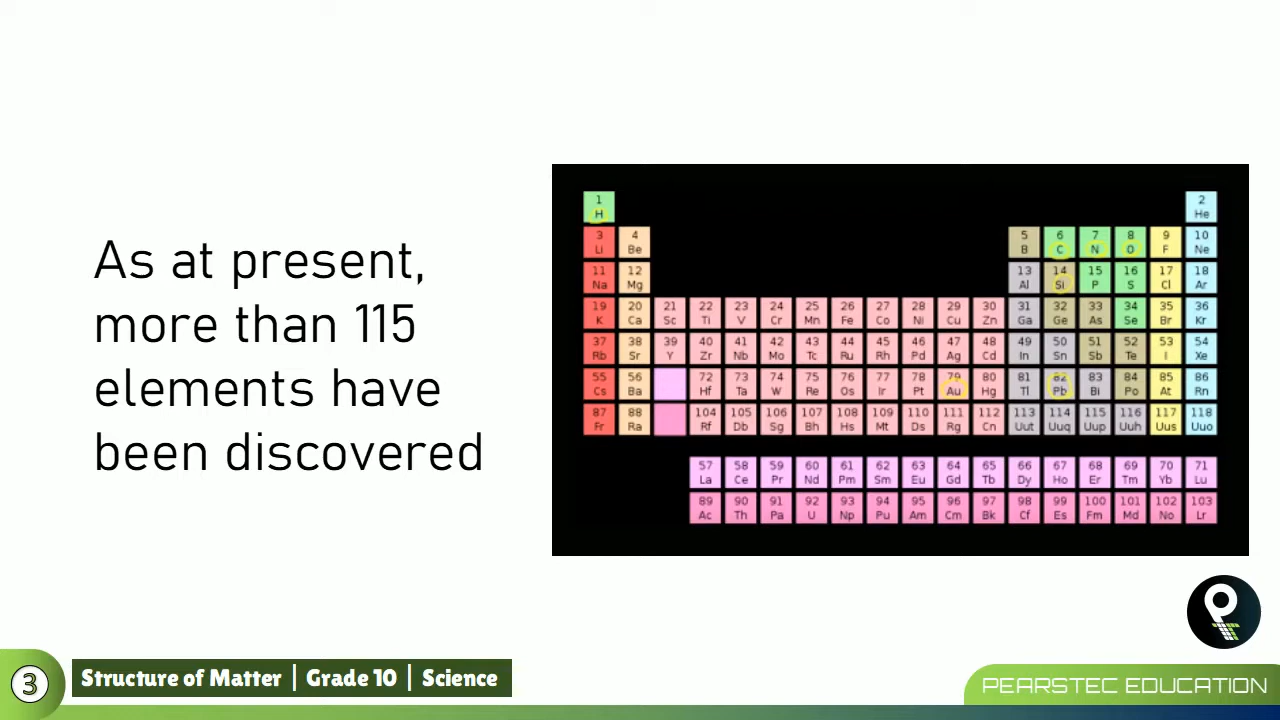 As at present,
more than 115
elements have
been discovered
1 2
H He
3 4 5 6 7 8 9 10
Li Be B C N O F Ne
11 12 13 14 15 16 17 18
Na Mg Al Si P S Cl Ar
19 20 21 22 23 24 25 26 27 28 29 30 31 32 33 34 35 36
K Ca Sc Ti V Cr Mn Fe Co Ni Cu Zn Ga Ge As Se Br Kr
37 38 39 40 41 42 43 44 45 46 47 48 49 50 51 52 53 54
Rb Sr Y Zr Nb Mo Tc Ru Rh Pd Ag Cd In Sn Sb Te I Xe
55 56 72 73 74 75 76 77 78 79 80 81 82 83 84 85 86
Cs Ba Hf Ta W Re Os Ir Pt Au Hg Tl Pb Bi Po At Rn
87 88 104 105 106 107 108 109 110 111 112 113 114 115 116 117 118
Fr Ra Rf Db Sg Bh Hs Mt Ds Rg Cn Uut Uuq Uup Uuh Uus Uuo
57 58 59 60 61 62 63 64 65 66 67 68 69 70 71
La Ce Pr Nd Pm Sm Eu Gd Tb Dy Ho Er Tm Yb Lu
89 90 91 92 93 94 95 96 97 98 99 100 101 102 103
Ac Th Pa U Np Pu Am Cm Bk Cf Es Fm Md No Lr
3 Structure of Matter | Grade 10 | Science
PEARSTEC EDUCATION